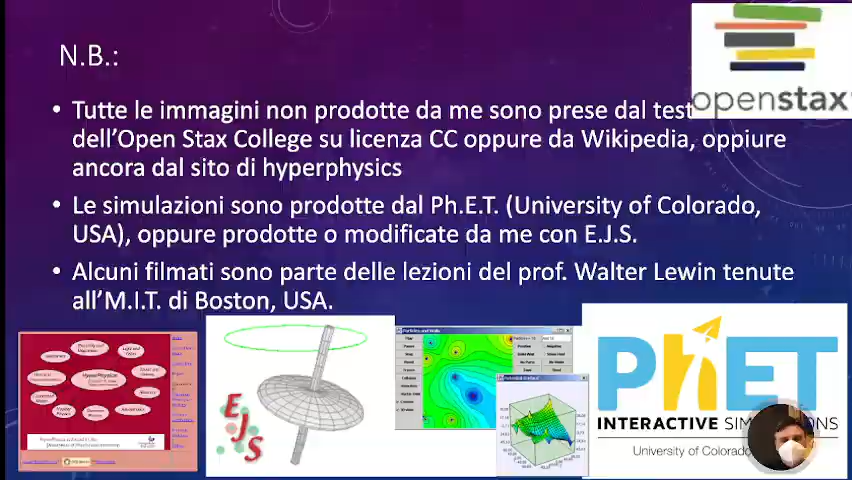 N.B.:
openstax
• Tutte le immagini non prodotte da me sono prese dal test
dell'Open Stax College su licenza CC oppure da Wikipedia, oppiure
ancora dal sito di hyperphysics
• Le simulazioni sono prodotte dal Ph.E.T. (University of Colorado,
USA), oppure prodotte o modificate da me con E.J.S.
• Alcuni filmati sono parte delle lezioni del prof. Walter Lewin tenute
all'M.I.T. di Boston, USA.
HyperPhysics
EJS
PhET
INTERACTIVE SIM
University of Colorado